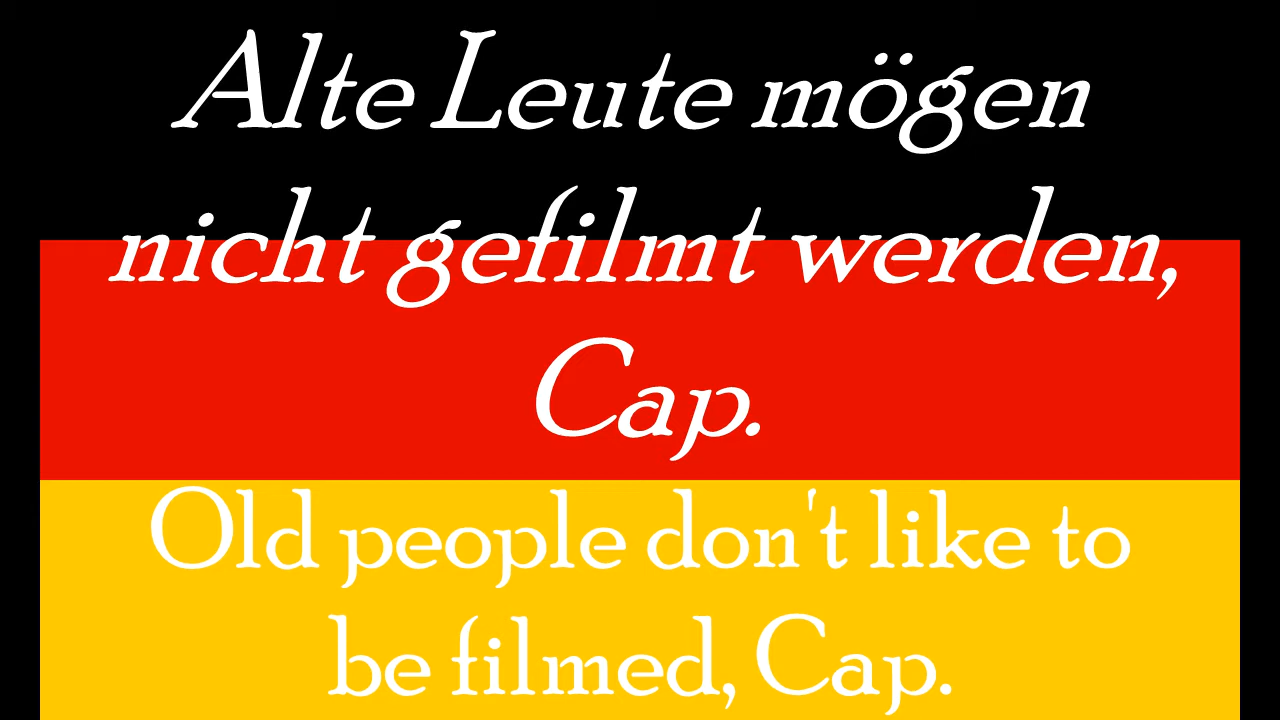 Alte Leute mögen
nicht gefilmt werden,
Cap.
Old people don't like to
be filmed, Cap.